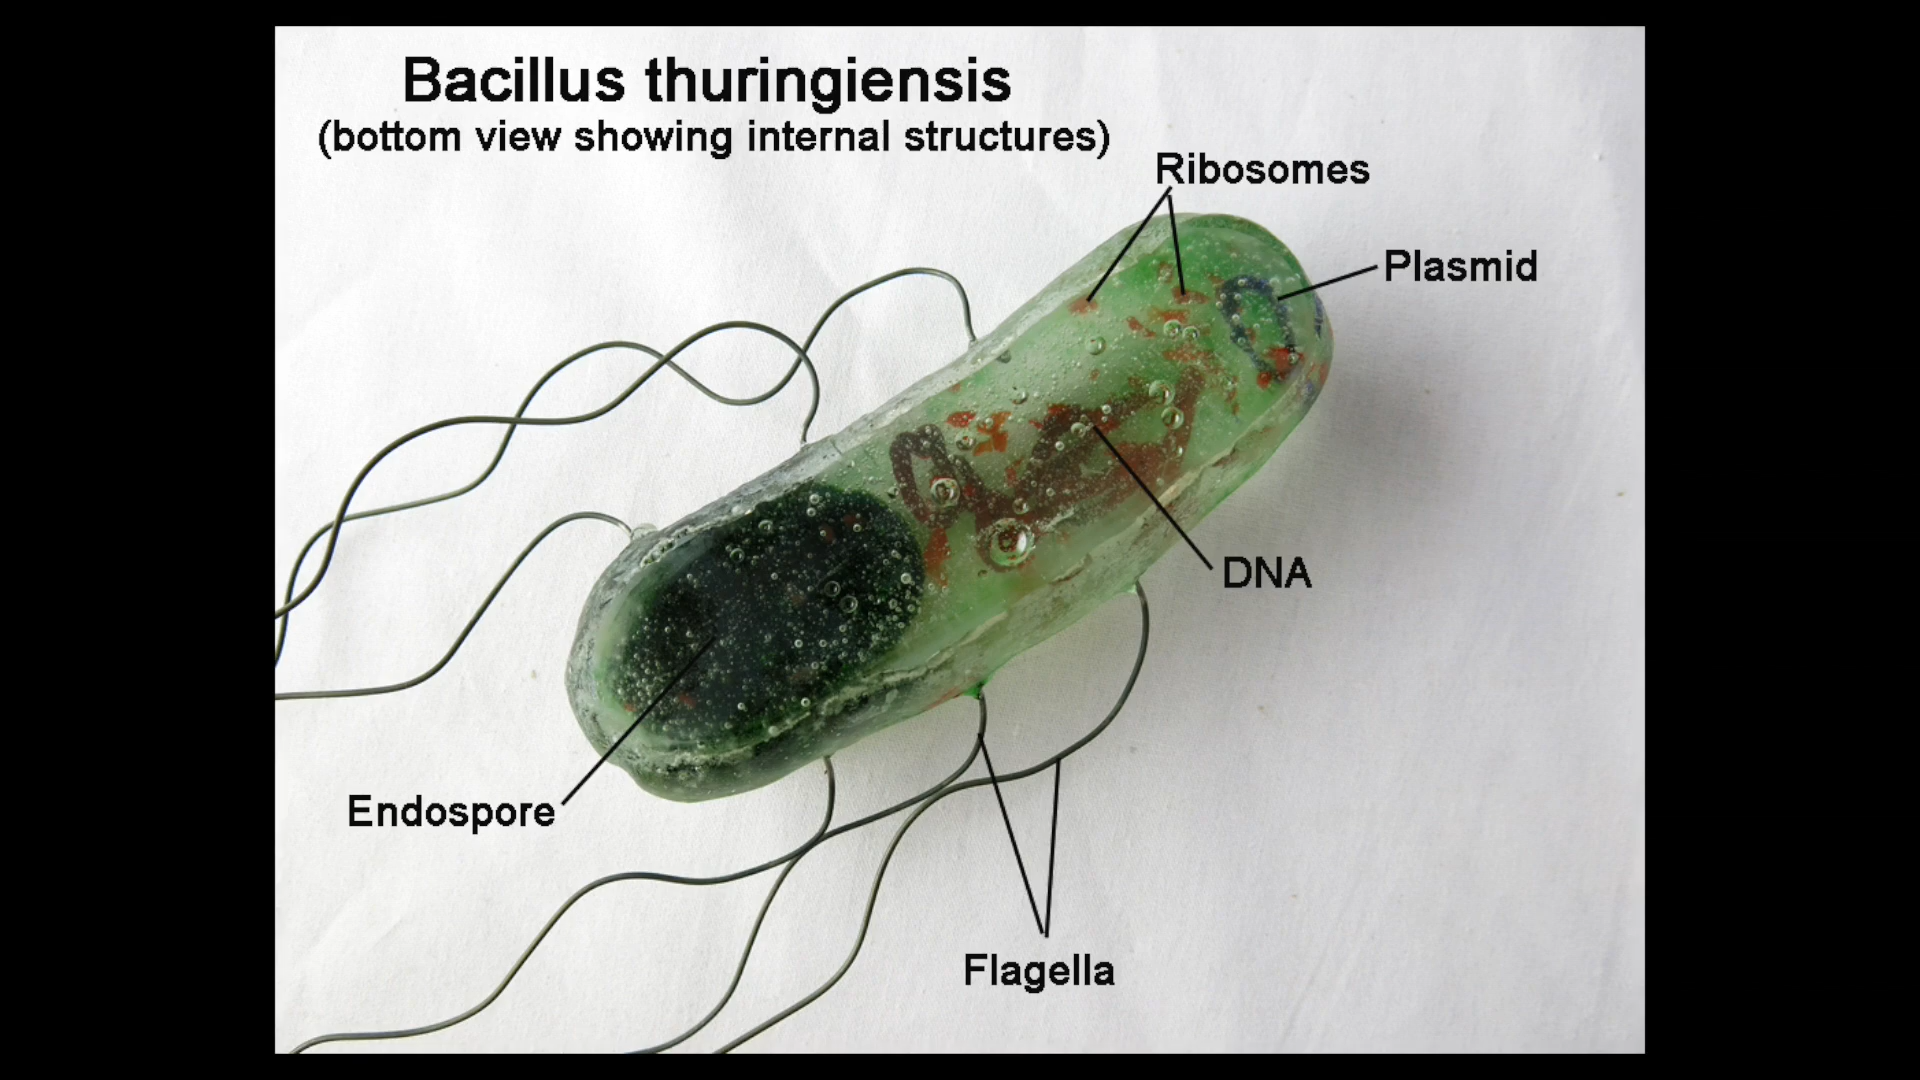 Bacillus thuringiensis
(bottom view showing internal structures)
Ribosomes
Plasmid
DNA
Endospore
Flagella